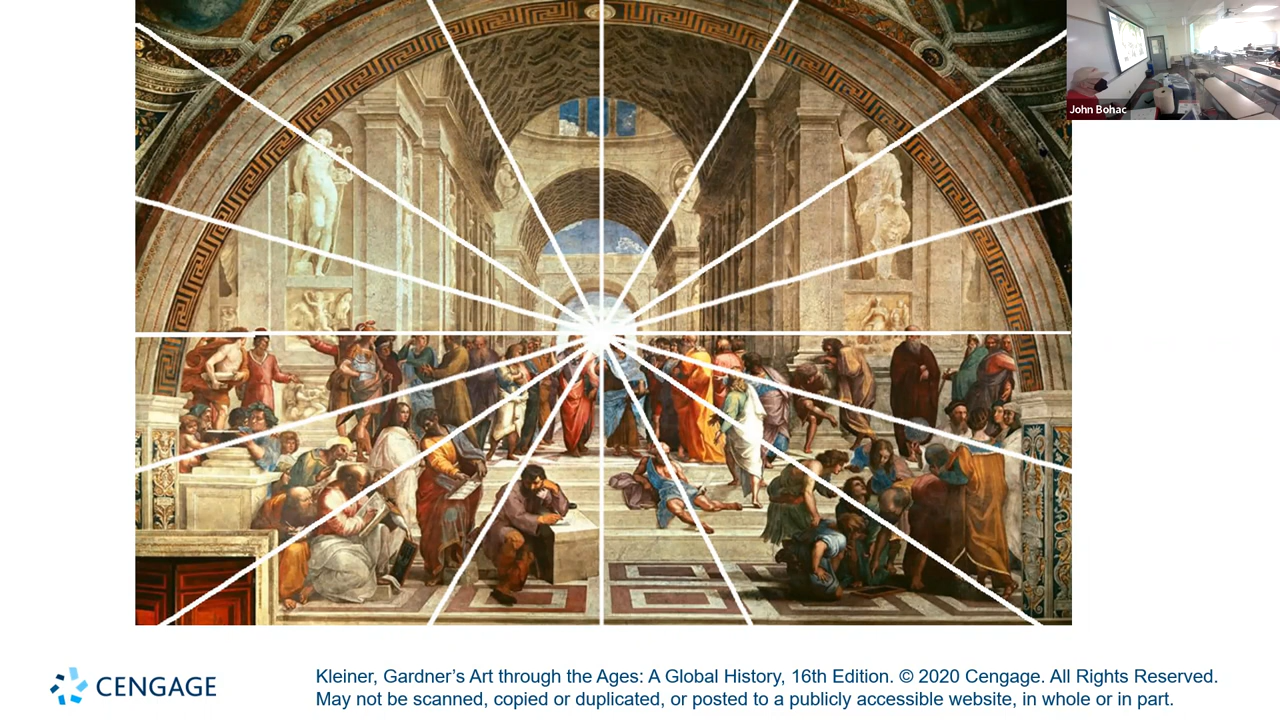 John Bohac
CENGAGE
Kleiner, Gardner’s Art through the Ages: A Global History, 16th Edition. © 2020 Cengage. All Rights Reserved.
May not be scanned, copied or duplicated, or posted to a publicly accessible website, in whole or in part.